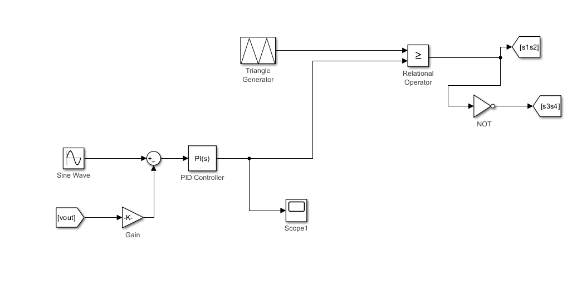 [s1s2]
≥
Triangle
Generator
Relational
Operator
[s3s4]
NOT
+
-
PI(s)
Sine Wave
PID Controller
[vout]
-K-
Gain
Scope1